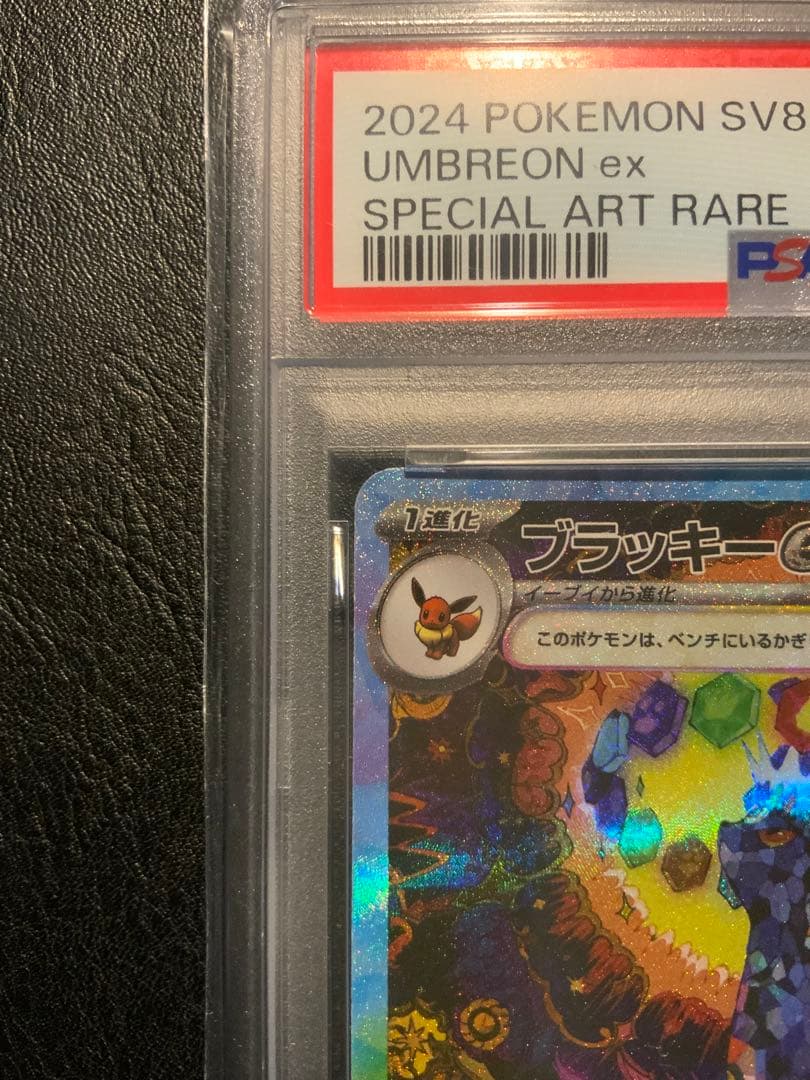 2024 POKEMON SV8
UMBREON ex
SPECIAL ART RARE
PSA
1進化
ブラッキー
イーブイから進化
このポケモンは、ベンチにいるかぎ